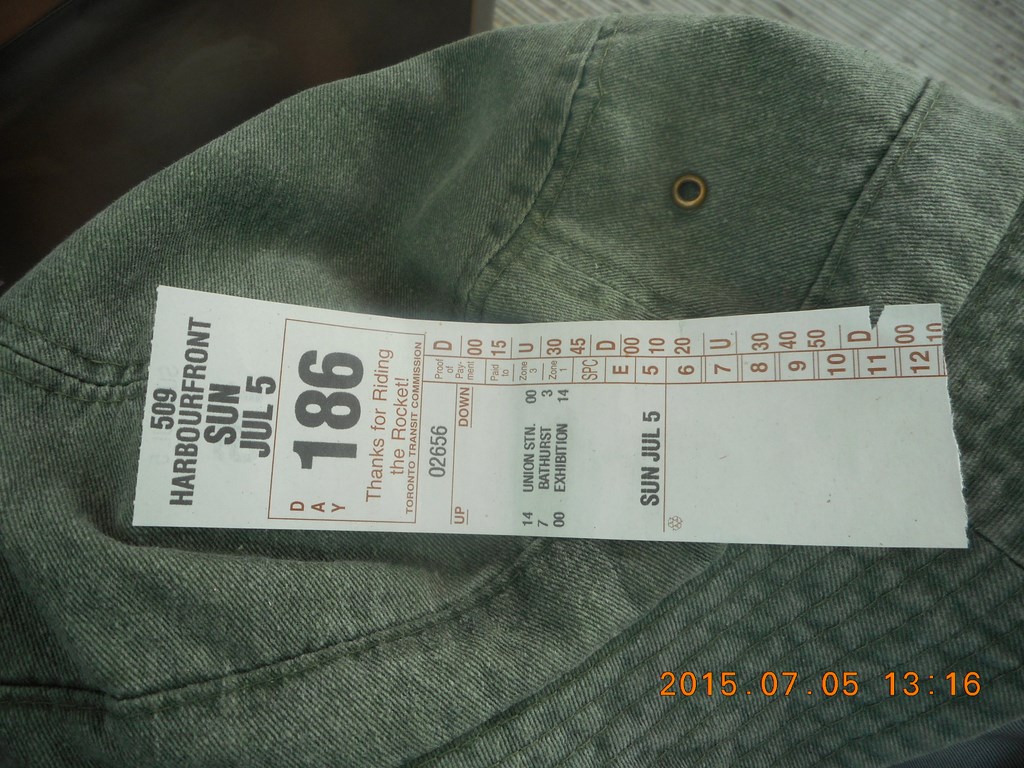 509
HARBOURFRONT
SUN
JUL 5
D
A
Y
186
Thanks for Riding
the Rocket!
TORONTO TRANSIT COMMISSION
02656
UP DOWN
14 UNION STN. 00
7 BATHURST 3
00 EXHIBITION 14
SUN JUL 5
Proof of Payment D
00
Paid to 15
Zone 3 U
Zone 1 30
SPC 45
E D
5 00
6 10
20
7 U
8 30
9 40
10 50
11 D
12 00
10
2015.07.05 13:16